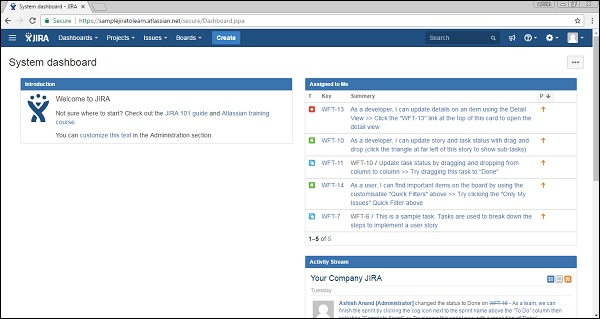 System dashboard - JIRA
Secure | https://samplejiratolearn.atlassian.net/secure/Dashboard.jspa
JIRA Dashboards Projects Issues Boards Create Search
System dashboard
Introduction
Welcome to JIRA
Not sure where to start? Check out the JIRA 101 guide and Atlassian training
course.
You can customize this text in the Administration section.
Assigned to Me
T Key Summary P
WFT-13 As a developer, I can update details on an item using the Detail
View >> Click the "WFT-13" link at the top of this card to open the
detail view
WFT-10 As a developer, I can update story and task status with drag and
drop (click the triangle at far left of this story to show sub-tasks)
WFT-11 WFT-10 / Update task status by dragging and dropping from
column to column >> Try dragging this task to "Done"
WFT-14 As a user, I can find important items on the board by using the
customisable "Quick Filters" above >> Try clicking the "Only My
Issues" Quick Filter above
WFT-7 WFT-6 / This is a sample task. Tasks are used to break down the
steps to implement a user story
1–5 of 5
Activity Stream
Your Company JIRA
Tuesday
Ashish Anand [Administrator] changed the status to Done on WFT-16 - As a team, we can
finish the sprint by clicking the cog icon next to the sprint name above the "To Do" column then